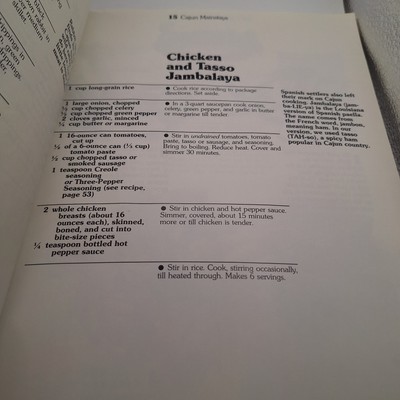 15 Cajun Mainstays
Chicken
and Tasso
Jambalaya
1 cup long-grain rice
● Cook rice according to package
directions. Set aside.
1 large onion, chopped
½ cup chopped celery
½ cup chopped green pepper
2 cloves garlic, minced
cup butter or margarine
● In a 3-quart saucepan cook onion,
celery, green pepper, and garlic in butter
or margarine till tender.
1 16-ounce can tomatoes,
cut up
of a 6-ounce can (⅓ cup)
tomato paste
cup chopped tasso or
smoked sausage
1 teaspoon Creole
seasoning
or Three-Pepper
Seasoning (see recipe,
page 53)
● Stir in undrained tomatoes, tomato
paste, tasso or sausage, and seasoning.
Bring to boiling. Reduce heat. Cover and
simmer 30 minutes.
2 whole chicken
breasts (about 16
ounces each), skinned,
boned, and cut into
bite-size pieces
¼ teaspoon bottled hot
pepper sauce
● Stir in chicken and hot pepper sauce.
Simmer, covered, about 15 minutes
more or till chicken is tender.
● Stir in rice. Cook, stirring occasionally,
till heated through. Makes 6 servings.
Spanish settlers also left
their mark on Cajun
cooking. Jambalaya (jam-
ba-LIE-ya) is the Louisiana
version of Spanish paella.
The name comes from
the French word, jambon,
meaning ham. In our
version, we used tasso
(TAH-so), a spicy ham
popular in Cajun country.